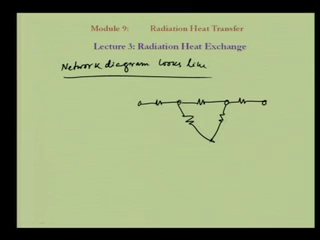 Module 9: Radiation Heat Transfer
Lecture 3: Radiation Heat Exchange
Network diagram looks like